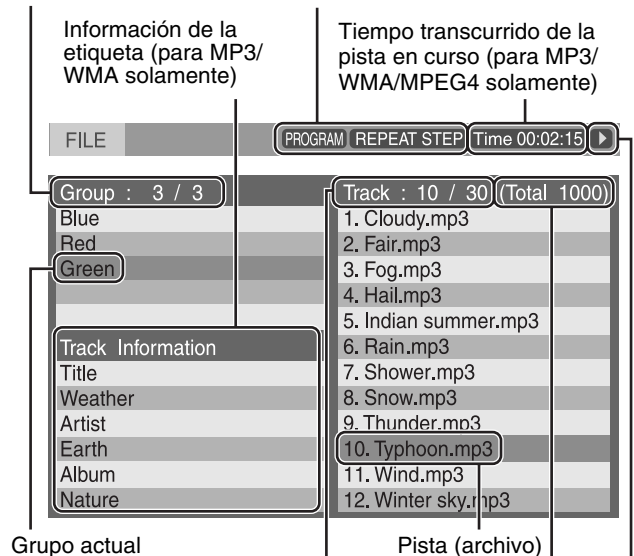 Información de la
etiqueta (para MP3/
WMA solamente)
Tiempo transcurrido de la
pista en curso (para MP3/
WMA/MPEG4 solamente)
FILE
PROGRAM REPEAT STEP Time 00:02:15
Group : 3 / 3
Blue
Red
Green
Track Information
Title
Weather
Artist
Earth
Album
Nature
Track : 10 / 30 (Total 1000)
1. Cloudy.mp3
2. Fair.mp3
3. Fog.mp3
4. Hail.mp3
5. Indian summer.mp3
6. Rain.mp3
7. Shower.mp3
8. Snow.mp3
9. Thunder.mp3
10. Typhoon.mp3
11. Wind.mp3
12. Winter sky.mp3
Grupo actual
Pista (archivo)